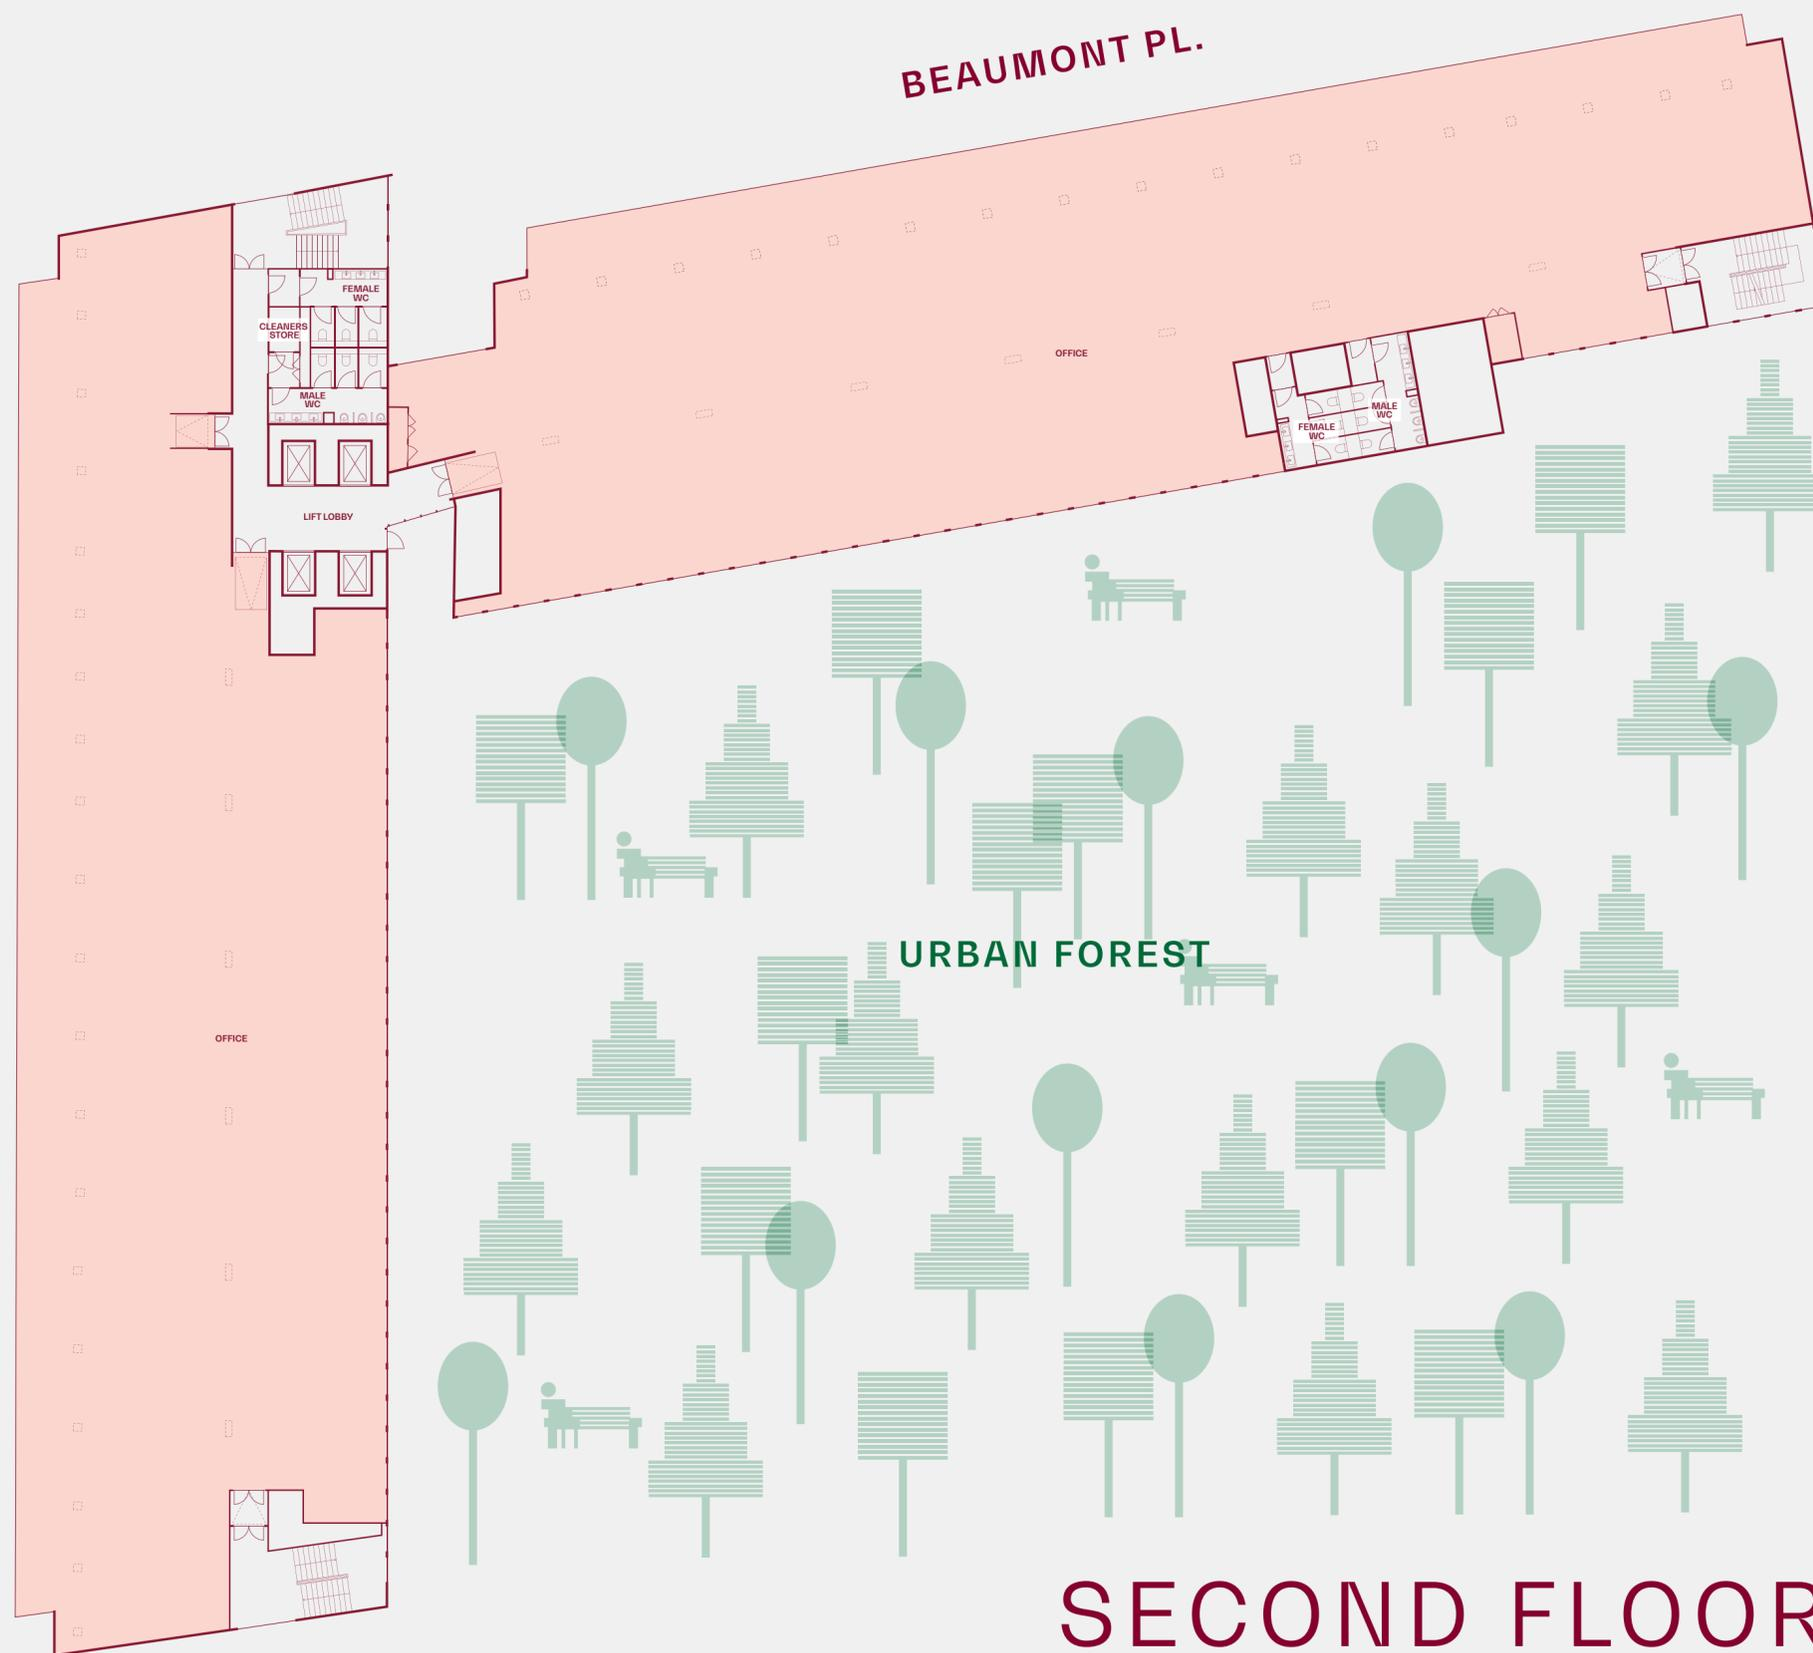 BEAUMONT PL.
FEMALE
WC
CLEANERS
STORE
MALE
WC
LIFT LOBBY
OFFICE
MALE
WC
FEMALE
WC
URBAN FOREST
OFFICE
SECOND FLOOR